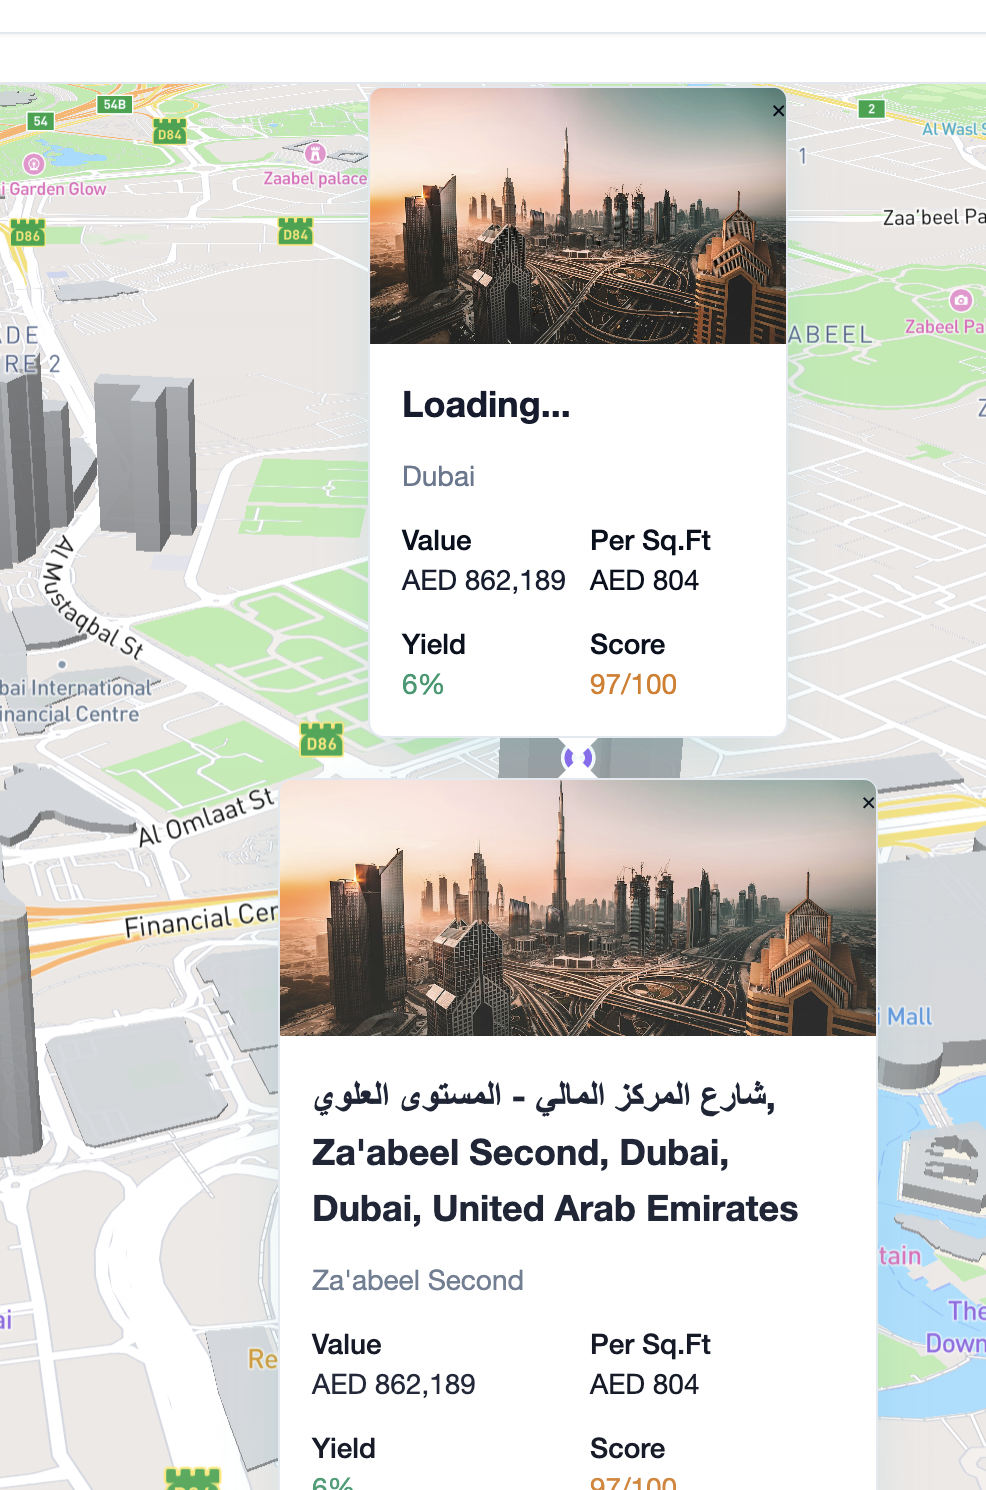 54B
54
D84
2
Al Wasl S
i Garden Glow
Zaabel palace
1
D86
D84
Zaa'beel Pa
ADE
RE 2
ABEEL
Zabeel Pa
Z
×
Loading...
Dubai
Value
Per Sq.Ft
AED 862,189
AED 804
Yield
Score
6%
97/100
Al Mustaqbal St
bai International
inancial Centre
D86
Al Omlaat St
Financial Cer
×
i Mall
شارع المركز المالي - المستوى العلوي,
Za'abeel Second, Dubai,
Dubai, United Arab Emirates
Za'abeel Second
tain
The
Down
ai
Re
Value
Per Sq.Ft
AED 862,189
AED 804
Yield
Score
6%
97/100